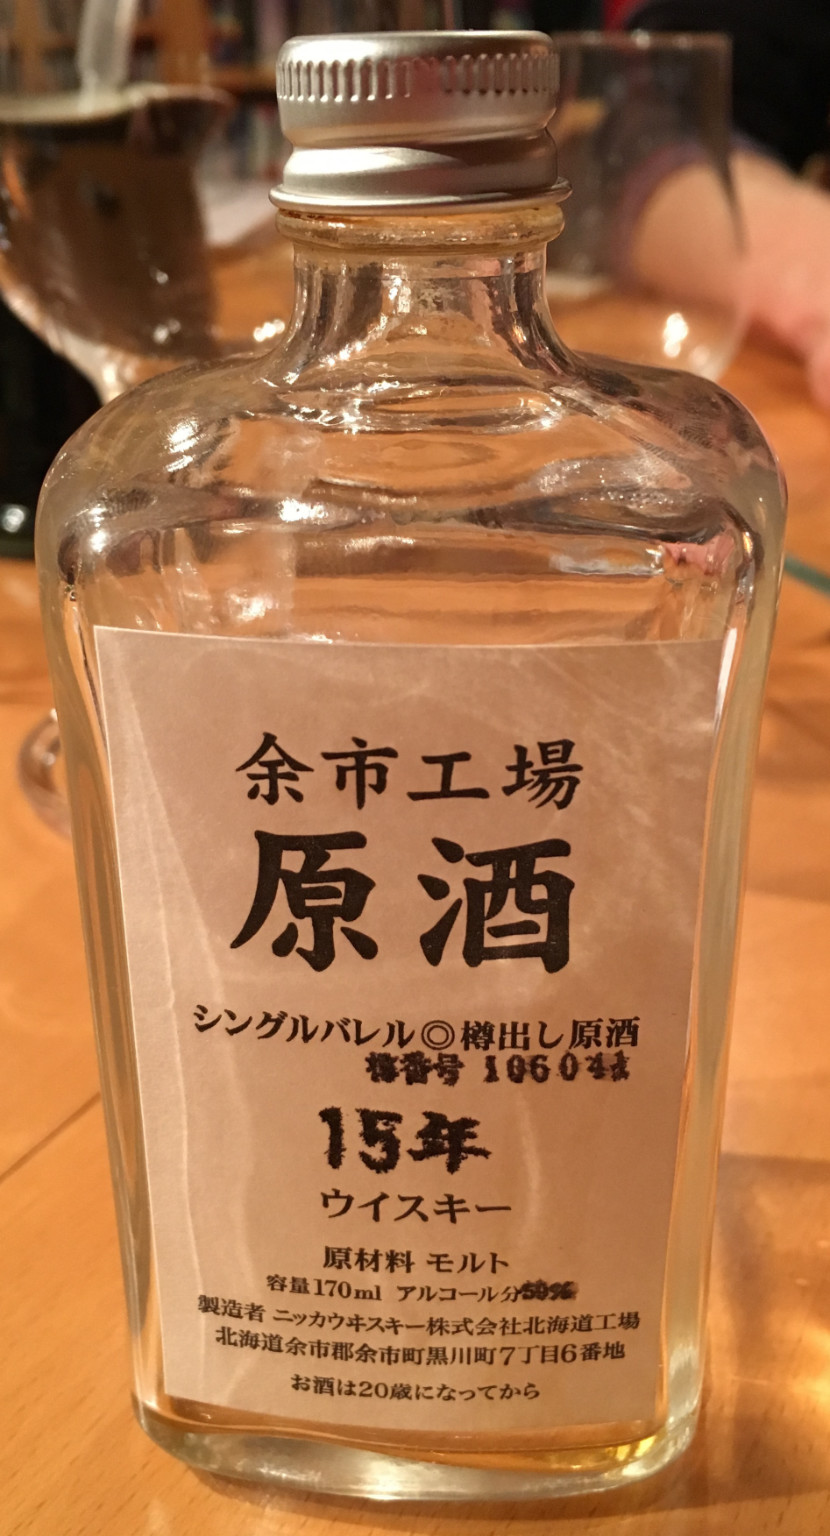 余市工場
原酒
シングルバレル◎樽出し原酒
樽番号 106044
15年
ウイスキー
原材料 モルト
容量170ml アルコール分59%
製造者 ニッカウヰスキー株式会社北海道工場
北海道余市郡余市町黒川町7丁目6番地
お酒は20歳になってから